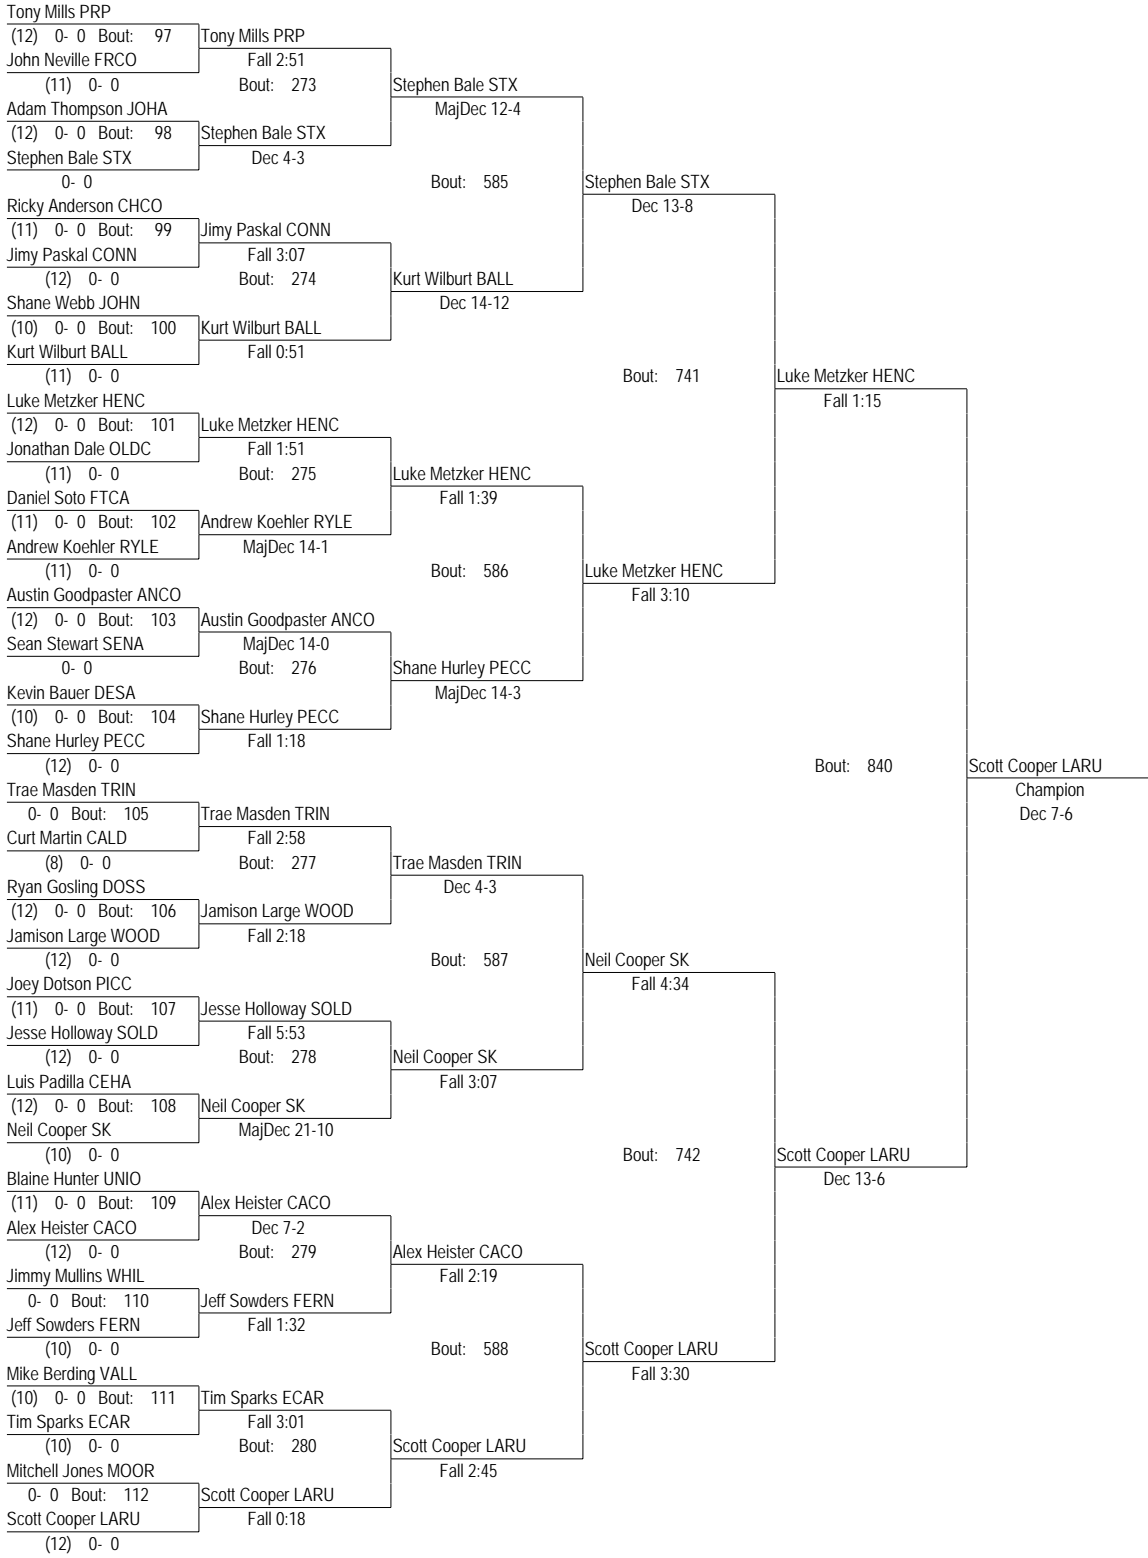 Tony Mills PRP
(12) 0- 0 Bout: 97 Tony Mills PRP
John Neville FRCO Fall 2:51
(11) 0- 0 Bout: 273 Stephen Bale STX
Adam Thompson JOHA MajDec 12-4
(12) 0- 0 Bout: 98 Stephen Bale STX
Stephen Bale STX Dec 4-3
0- 0 Bout: 585 Stephen Bale STX
Ricky Anderson CHCO Dec 13-8
(11) 0- 0 Bout: 99 Jimy Paskal CONN
Jimy Paskal CONN Fall 3:07
(12) 0- 0 Bout: 274 Kurt Wilburt BALL
Shane Webb JOHN Dec 14-12
(10) 0- 0 Bout: 100 Kurt Wilburt BALL
Kurt Wilburt BALL Fall 0:51
(11) 0- 0 Bout: 741 Luke Metzker HENC
Luke Metzker HENC Fall 1:15
(12) 0- 0 Bout: 101 Luke Metzker HENC
Jonathan Dale OLDC Fall 1:51
(11) 0- 0 Bout: 275 Luke Metzker HENC
Daniel Soto FTCA Fall 1:39
(11) 0- 0 Bout: 102 Andrew Koehler RYLE
Andrew Koehler RYLE MajDec 14-1
(11) 0- 0 Bout: 586 Luke Metzker HENC
Austin Goodpaster ANCO Fall 3:10
(12) 0- 0 Bout: 103 Austin Goodpaster ANCO
Sean Stewart SENA MajDec 14-0
0- 0 Bout: 276 Shane Hurley PECC
Kevin Bauer DESA MajDec 14-3
(10) 0- 0 Bout: 104 Shane Hurley PECC
Shane Hurley PECC Fall 1:18
(12) 0- 0 Bout: 840 Scott Cooper LARU
Trae Masden TRIN Champion
0- 0 Bout: 105 Trae Masden TRIN Dec 7-6
Curt Martin CALD Fall 2:58
(8) 0- 0 Bout: 277 Trae Masden TRIN
Ryan Gosling DOSS Dec 4-3
(12) 0- 0 Bout: 106 Jamison Large WOOD
Jamison Large WOOD Fall 2:18
(12) 0- 0 Bout: 587 Neil Cooper SK
Joey Dotson PICC Fall 4:34
(11) 0- 0 Bout: 107 Jesse Holloway SOLD
Jesse Holloway SOLD Fall 5:53
(12) 0- 0 Bout: 278 Neil Cooper SK
Luis Padilla CEHA Fall 3:07
(12) 0- 0 Bout: 108 Neil Cooper SK
Neil Cooper SK MajDec 21-10
(10) 0- 0 Bout: 742 Scott Cooper LARU
Blaine Hunter UNIO Dec 13-6
(11) 0- 0 Bout: 109 Alex Heister CACO
Alex Heister CACO Dec 7-2
(12) 0- 0 Bout: 279 Alex Heister CACO
Jimmy Mullins WHIL Fall 2:19
0- 0 Bout: 110 Jeff Sowders FERN
Jeff Sowders FERN Fall 1:32
(10) 0- 0 Bout: 588 Scott Cooper LARU
Mike Berding VALL Fall 3:30
(10) 0- 0 Bout: 111 Tim Sparks ECAR
Tim Sparks ECAR Fall 3:01
(10) 0- 0 Bout: 280 Scott Cooper LARU
Mitchell Jones MOOR Fall 2:45
0- 0 Bout: 112 Scott Cooper LARU
Scott Cooper LARU Fall 0:18
(12) 0- 0